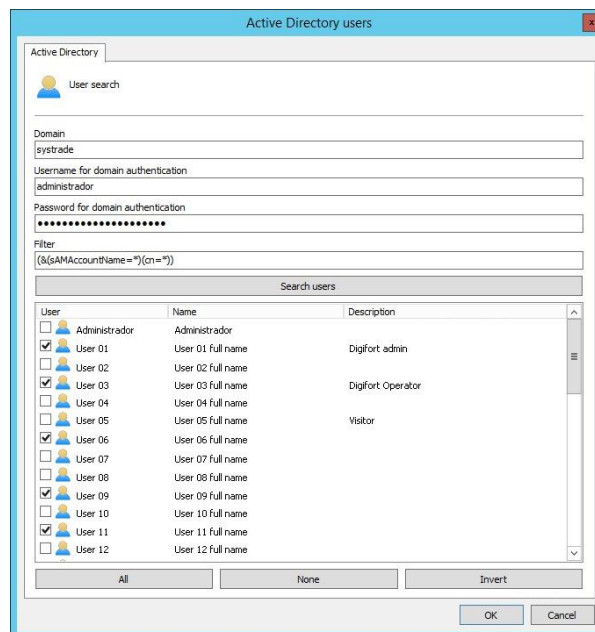 Active Directory users
x
Active Directory
User search
Domain
systrade
Username for domain authentication
administrador
Password for domain authentication
●●●●●●●●●●●●●●●●●●●●●●
Filter
(&(sAMAccountName=*)(cn=*))
Search users
User Name Description
Administrador Administrador
User 01 User 01 full name Digifort admin
User 02 User 02 full name
User 03 User 03 full name Digifort Operator
User 04 User 04 full name
User 05 User 05 full name Visitor
User 06 User 06 full name
User 07 User 07 full name
User 08 User 08 full name
User 09 User 09 full name
User 10 User 10 full name
User 11 User 11 full name
User 12 User 12 full name
All None Invert
OK Cancel